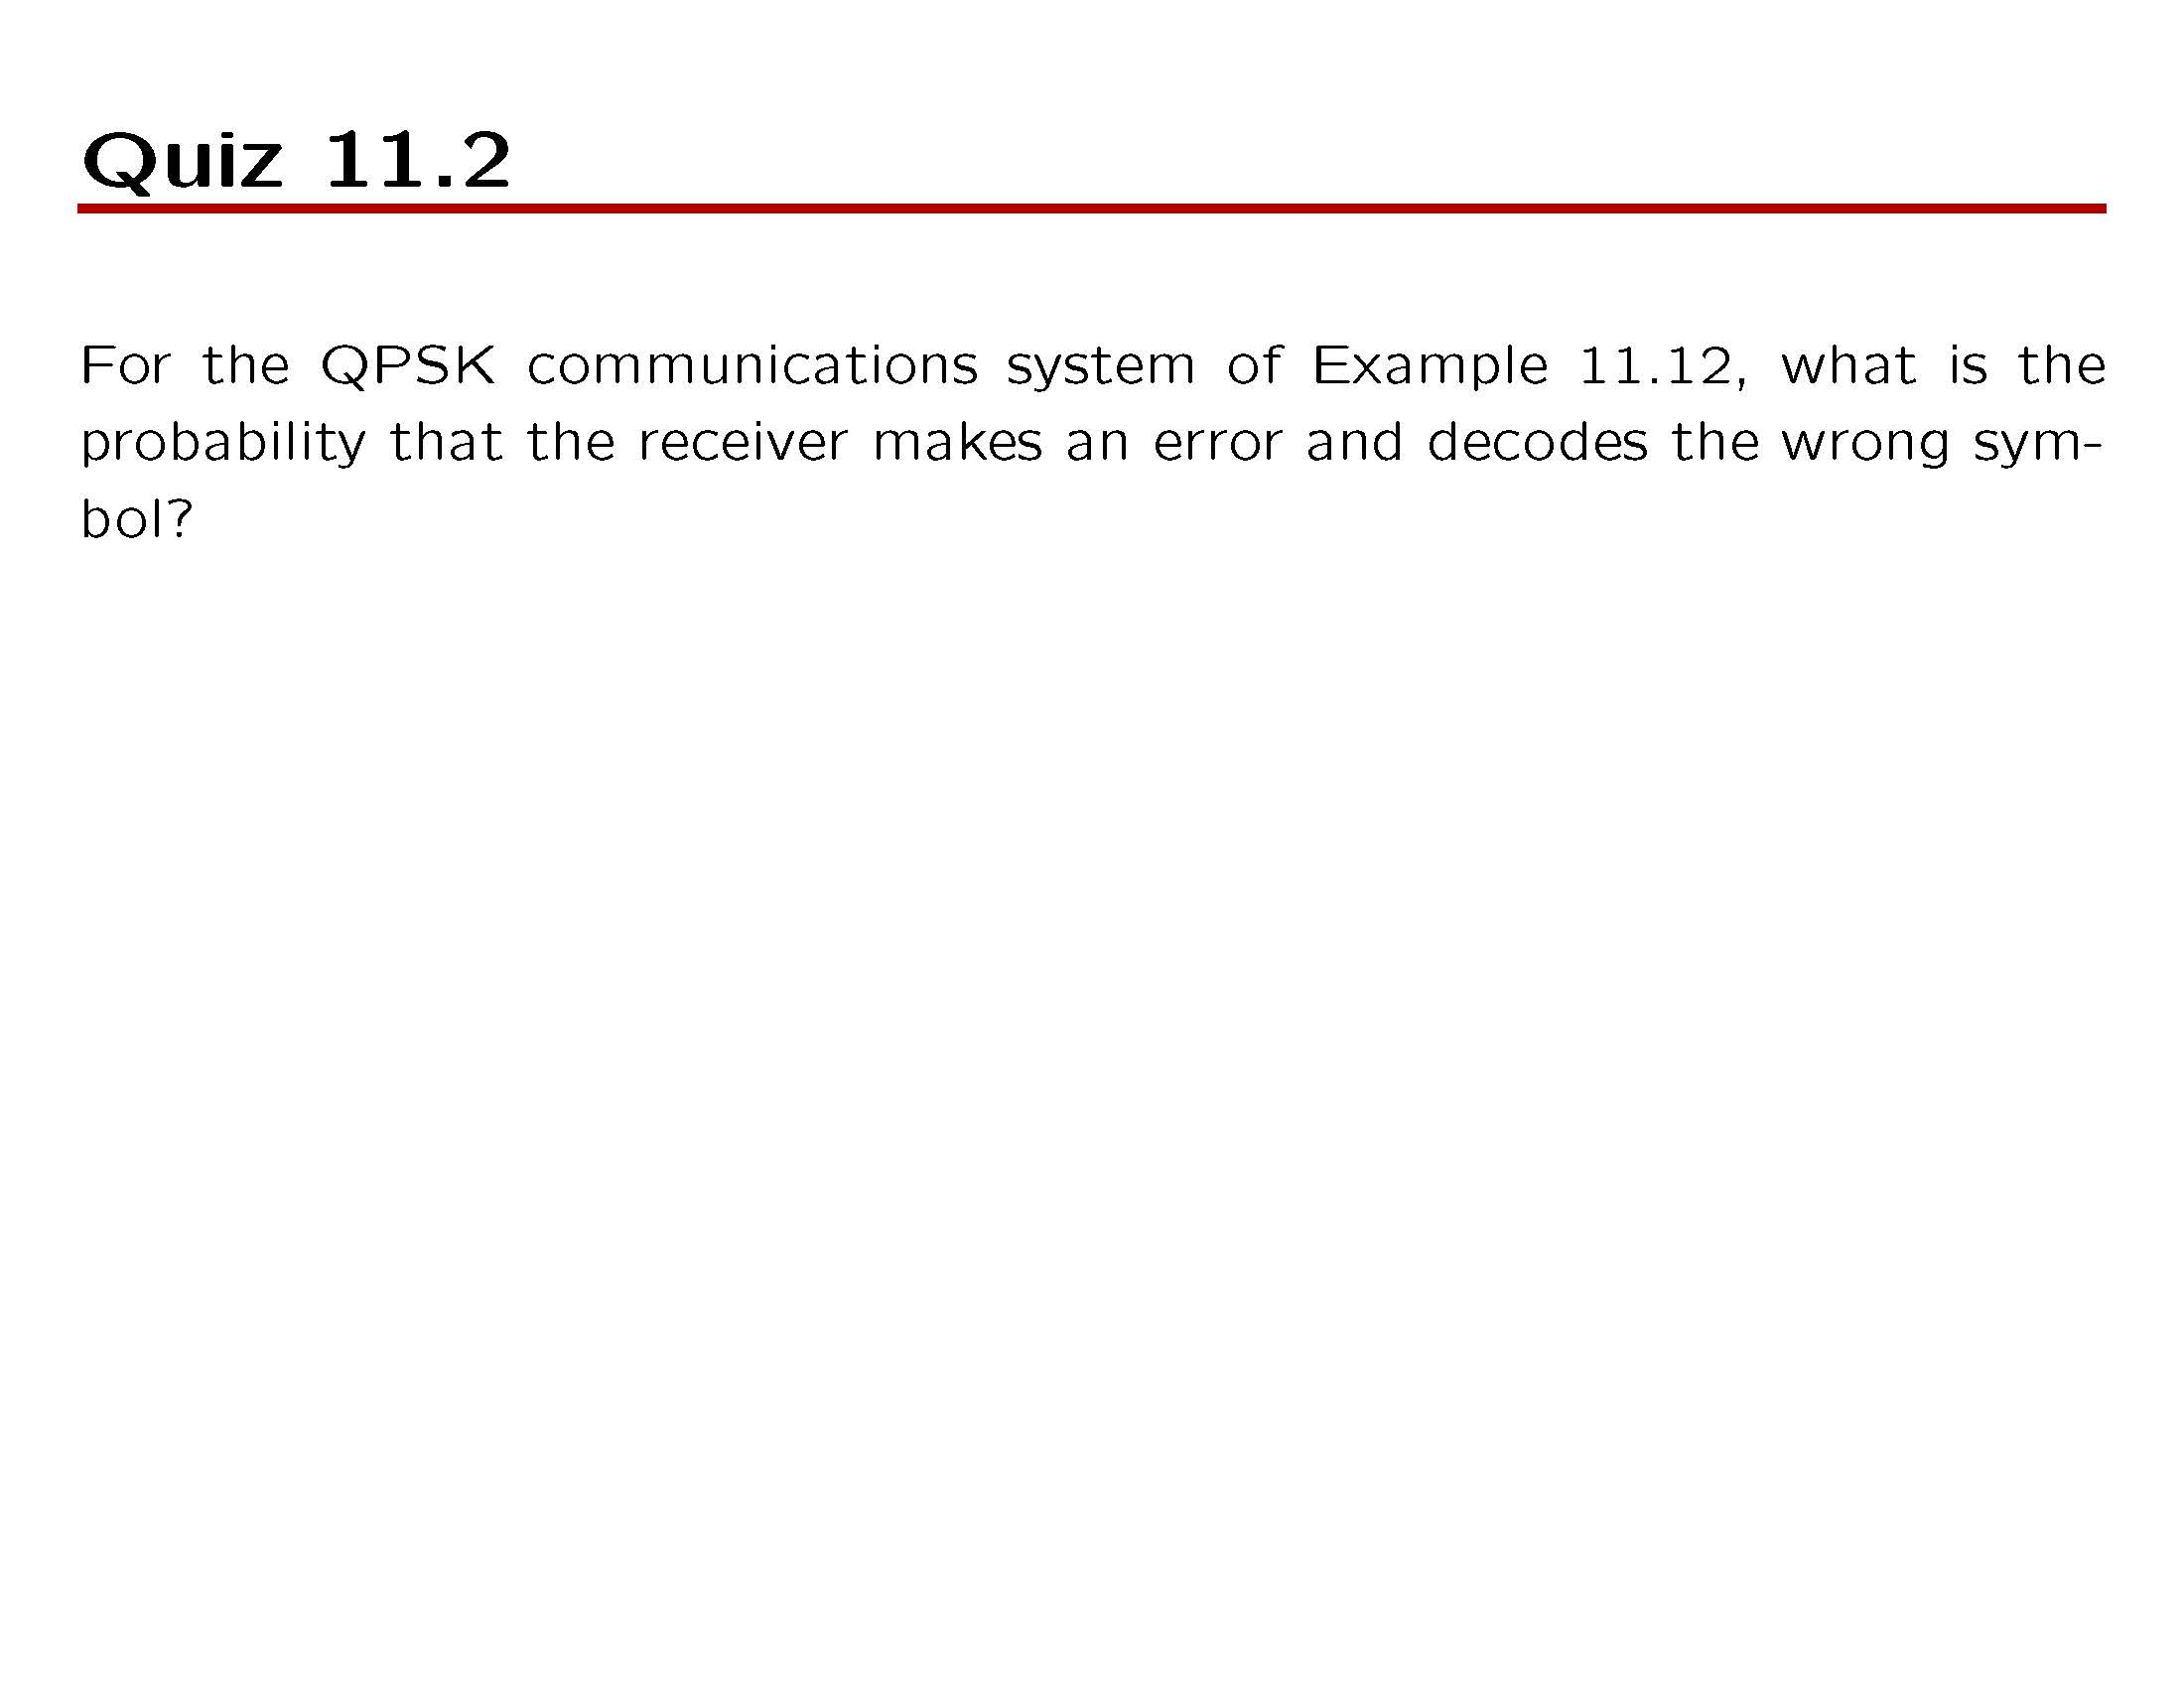 Quiz 11.2
For the QPSK communications system of Example 11.12, what is the
probability that the receiver makes an error and decodes the wrong sym-
bol?